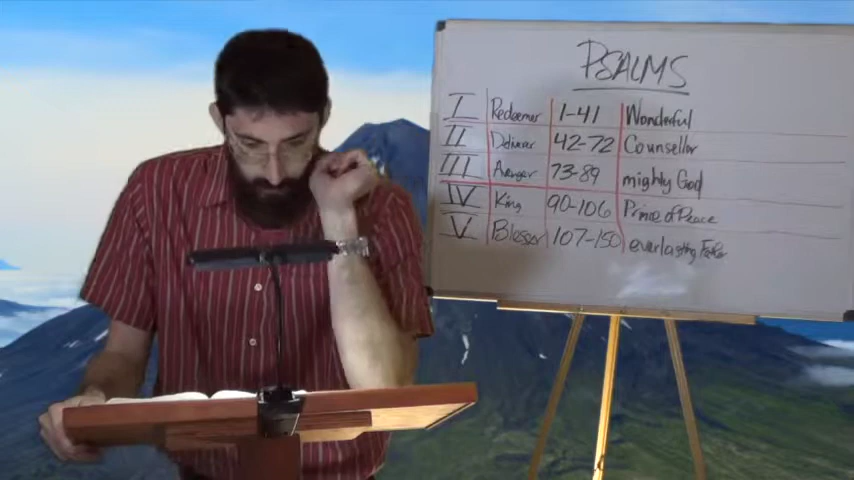 PSALMS
I Redeemer 1-41 Wonderful
II Deliverer 42-72 Counsellor
III Avenger 73-89 mighty God
IV King 90-106 Prince of Peace
V Blesser 107-150 everlasting Father